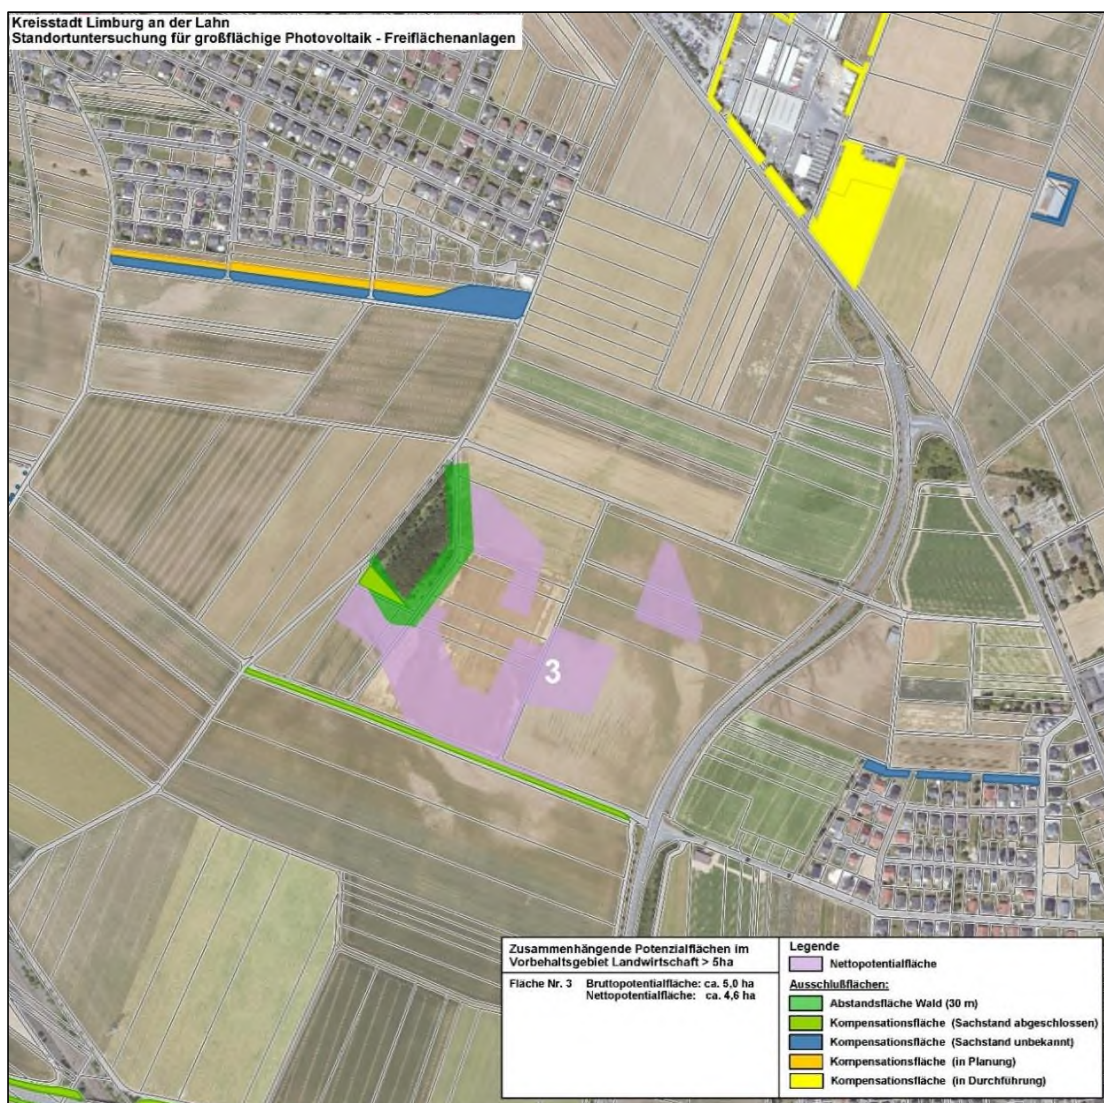 Kreisstadt Limburg an der Lahn
Standortuntersuchung für großflächige Photovoltaik - Freiflächenanlagen
3
Zusammenhängende Potenzialflächen im
Vorbehaltsgebiet Landwirtschaft > 5ha
Fläche Nr. 3 Bruttopotentialfläche: ca. 5,0 ha
Nettopotentialfläche: ca. 4,6 ha
Legende
Nettopotentialfläche
Ausschlußflächen:
Abstandsfläche Wald (30 m)
Kompensationsfläche (Sachstand abgeschlossen)
Kompensationsfläche (Sachstand unbekannt)
Kompensationsfläche (in Planung)
Kompensationsfläche (in Durchführung)